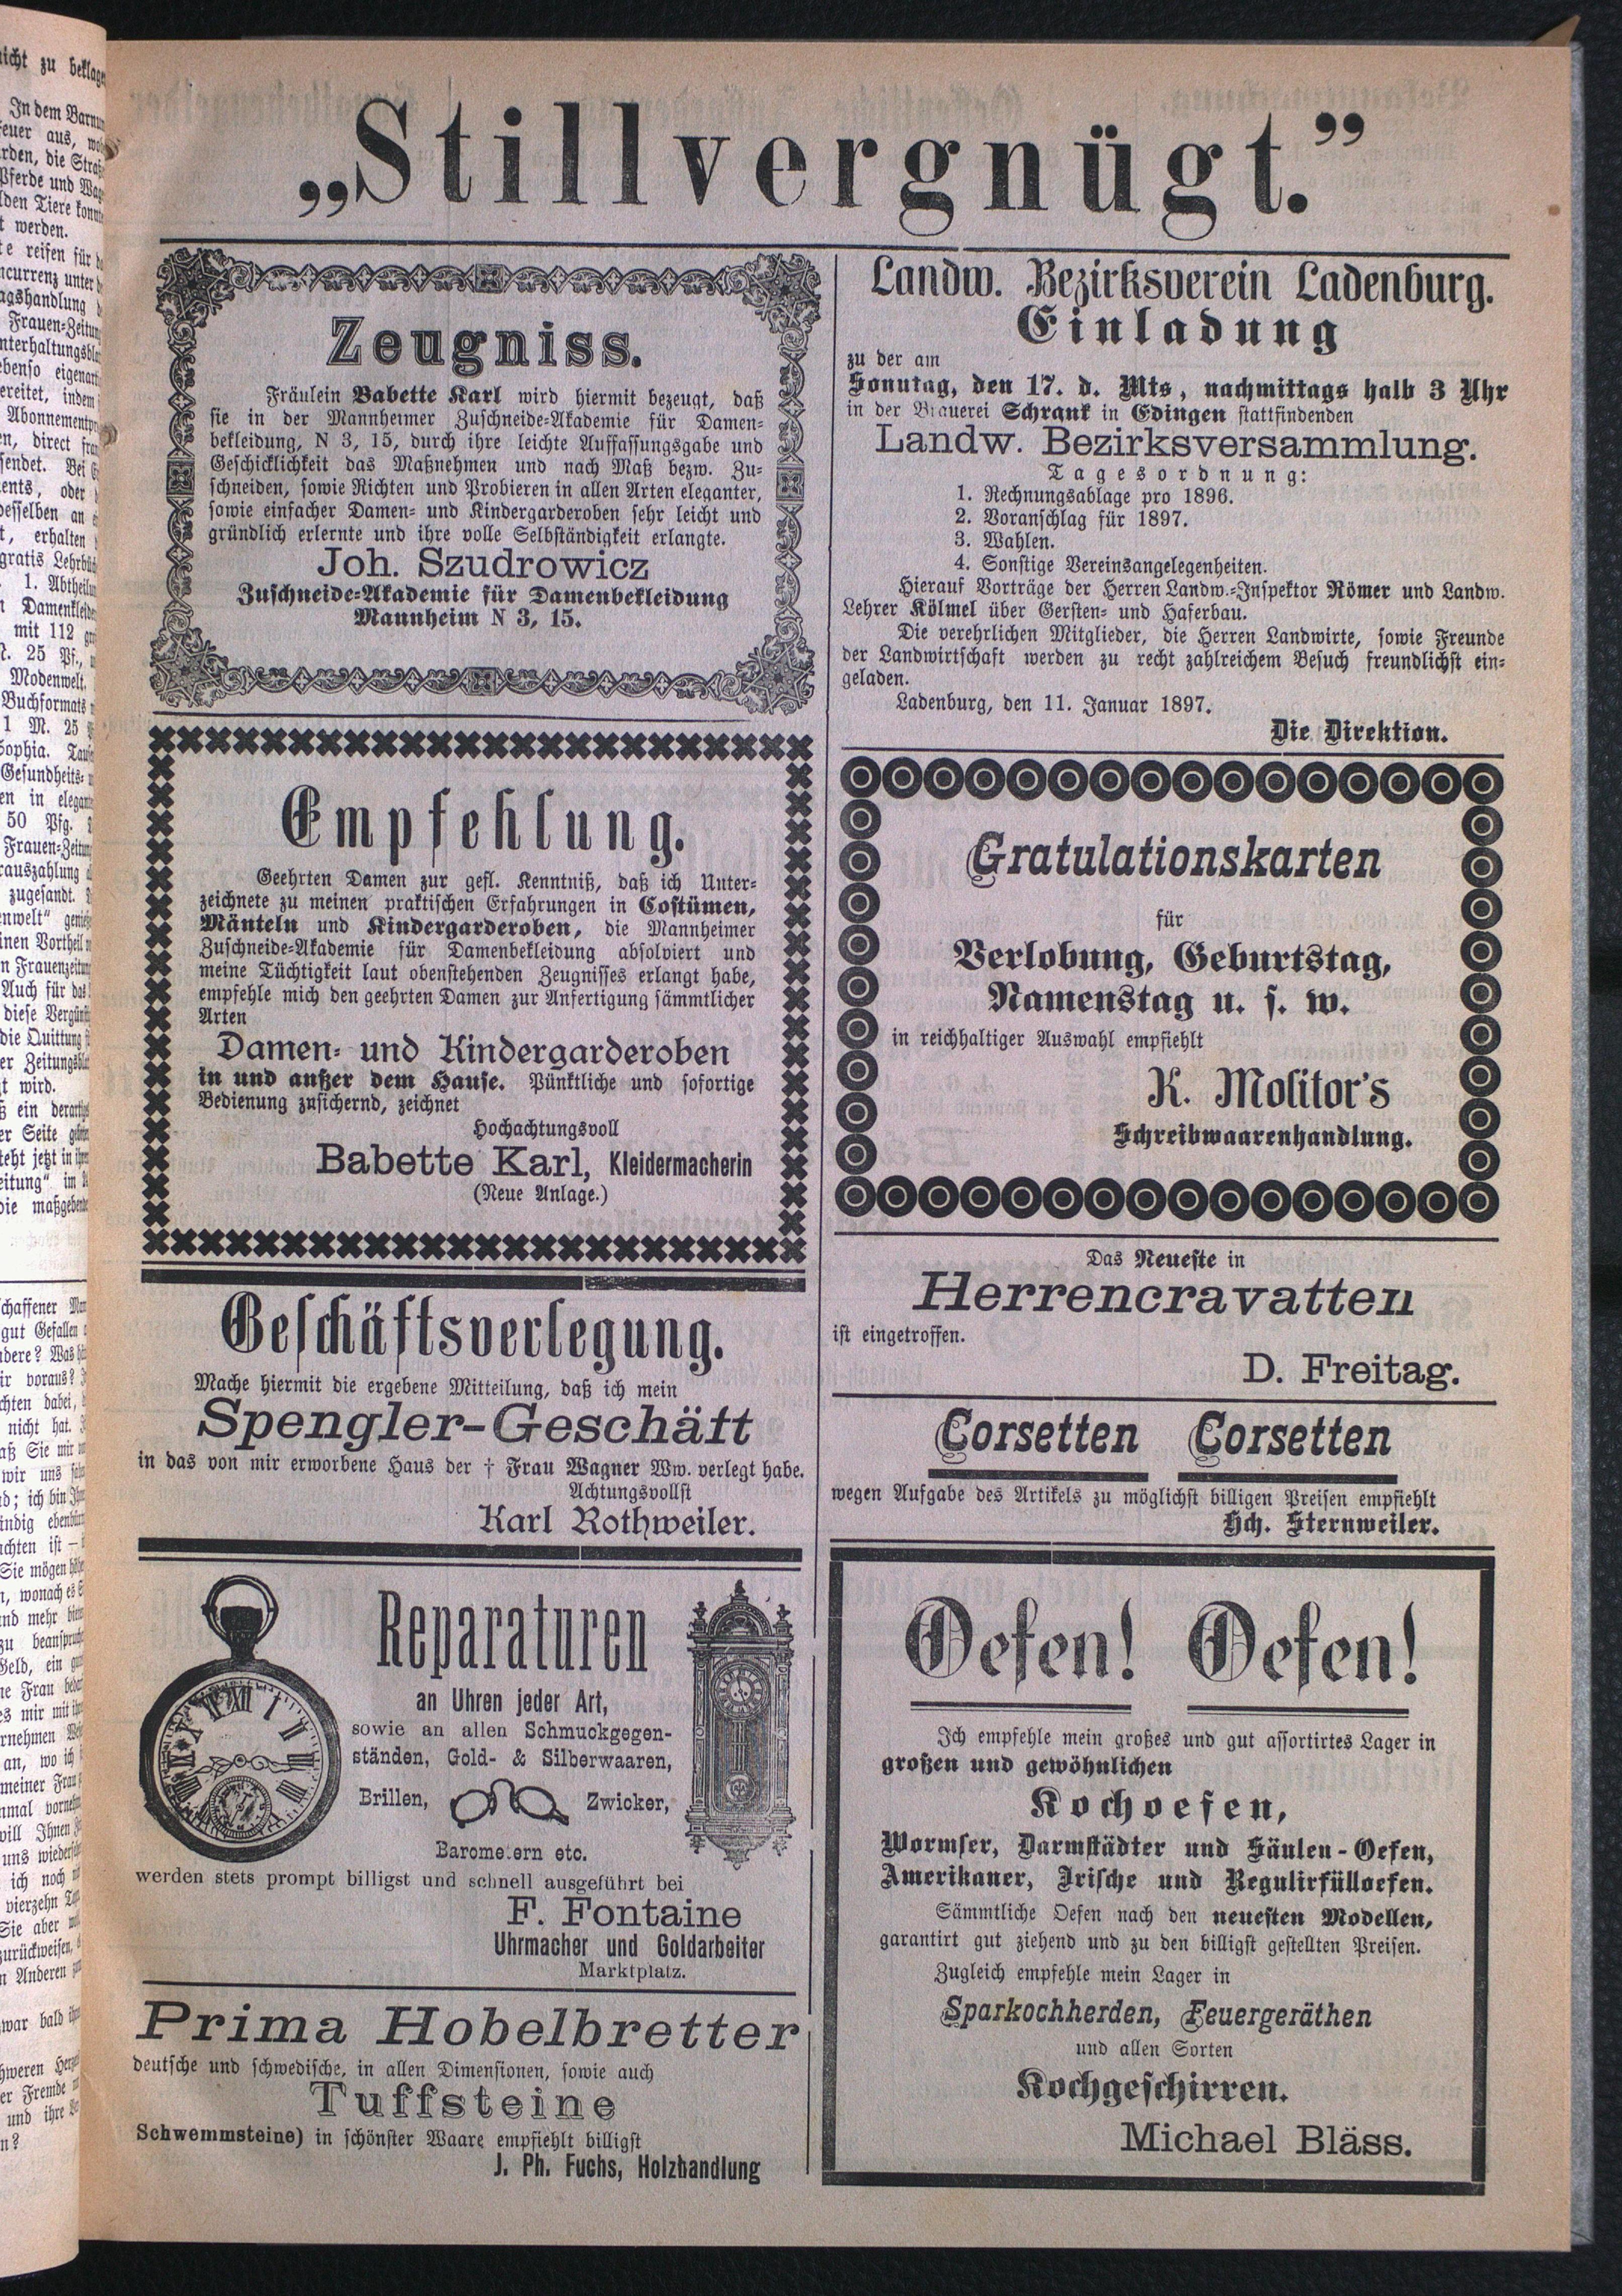 „Stillvergnügt.”
Zeugniss.
Fräulein Babette Karl wird hiermit bezeugt, daß
sie in der Mannheimer Zuschneide-Akademie für Damen-
bekleidung, N 3, 15, durch ihre leichte Auffassungsgabe und
Geschicklichkeit das Maßnehmen und nach Maß bezw. Zu-
schneiden, sowie Richten und Probieren in allen Arten eleganter,
sowie einfacher Damen- und Kindergarderoben sehr leicht und
gründlich erlernte und ihre volle Selbständigkeit erlangte.
Joh. Szudrowicz
Zuschneide-Akademie für Damenbekleidung
Mannheim N 3, 15.
Empfehlung.
Geehrten Damen zur gefl. Kenntniß, daß ich Unter-
zeichnete zu meinen praktischen Erfahrungen in Costümen,
Mänteln und Kindergarderoben, die Mannheimer
Zuschneide-Akademie für Damenbekleidung absolviert und
meine Tüchtigkeit laut obenstehenden Zeugnisses erlangt habe,
empfehle mich den geehrten Damen zur Anfertigung sämmtlicher
Arten
Damen- und Kindergarderoben
in und außer dem Hause. Pünktliche und sofortige
Bedienung zusichernd, zeichnet
Hochachtungsvoll
Babette Karl, Kleidermacherin
(Neue Anlage.)
Geschäftsverlegung.
Mache hiermit die ergebene Mitteilung, daß ich mein
Spengler-Geschäft
in das von mir erworbene Haus der † Frau Wagner Ww. verlegt habe.
Achtungsvollst
Karl Rothweiler.
Reparaturen
an Uhren jeder Art,
sowie an allen Schmuckgegen-
ständen, Gold- & Silberwaaren,
Brillen, Zwicker,
Barometern etc.
werden stets prompt billigst und schnell ausgeführt bei
F. Fontaine
Uhrmacher und Goldarbeiter
Marktplatz.
Prima Hobelbretter
deutsche und schwedische, in allen Dimensionen, sowie auch
Tuffsteine
Schwemmsteine) in schönster Waare empfiehlt billigst
J. Ph. Fuchs, Holzhandlung
Landw. Bezirksverein Ladenburg.
Einladung
zu der am
Sonntag, den 17. d. Mts, nachmittags halb 3 Uhr
in der Brauerei Schrank in Edingen stattfindenden
Landw. Bezirksversammlung.
Tagesordnung:
1. Rechnungsablage pro 1896.
2. Voranschlag für 1897.
3. Wahlen.
4. Sonstige Vereinsangelegenheiten.
Hierauf Vorträge der Herren Landw.-Inspektor Römer und Landw.
Lehrer Kölmel über Gersten- und Haferbau.
Die verehrlichen Mitglieder, die Herren Landwirte, sowie Freunde
der Landwirtschaft werden zu recht zahlreichem Besuch freundlichst ein-
geladen.
Ladenburg, den 11. Januar 1897.
Die Direktion.
Gratulationskarten
für
Verlobung, Geburtstag,
Namenstag u. s. w.
in reichhaltiger Auswahl empfiehlt
K. Molitor's
Schreibwaarenhandlung.
Das Neueste in
Herrencravatten
ist eingetroffen.
D. Freitag.
Corsetten Corsetten
wegen Aufgabe des Artikels zu möglichst billigen Preisen empfiehlt
Hch. Sternweiler.
Oefen! Oefen!
Ich empfehle mein großes und gut assortirtes Lager in
großen und gewöhnlichen
Kochoefen,
Wormser, Darmstädter und Säulen-Oefen,
Amerikaner, Irische und Regulirfülloefen.
Sämmtliche Oefen nach den neuesten Modellen,
garantirt gut ziehend und zu den billigst gestellten Preisen.
Zugleich empfehle mein Lager in
Sparkochherden, Feuergeräthen
und allen Sorten
Kochgeschirren.
Michael Bläss.